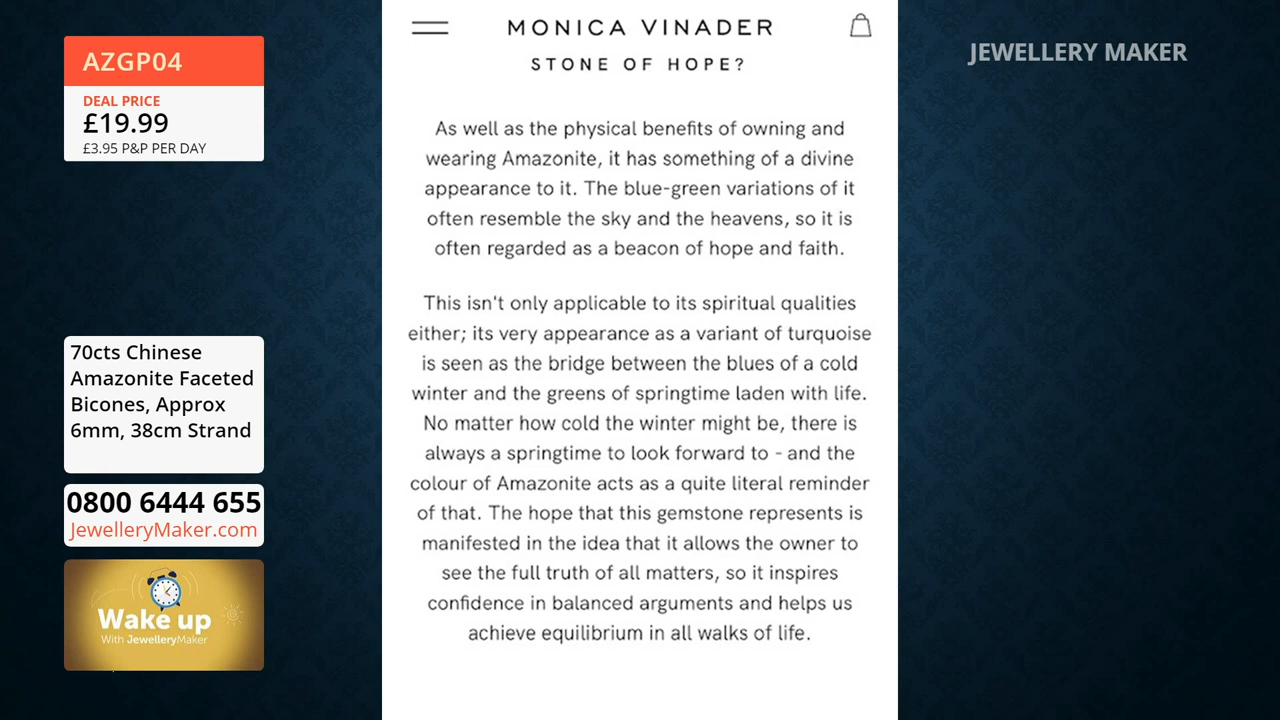 AZGP04
DEAL PRICE
£19.99
£3.95 P&P PER DAY
70cts Chinese
Amazonite Faceted
Bicones, Approx
6mm, 38cm Strand
0800 6444 655
JewelleryMaker.com
Wake up
With JewelleryMaker
MONICA VINADER
STONE OF HOPE?
As well as the physical benefits of owning and
wearing Amazonite, it has something of a divine
appearance to it. The blue-green variations of it
often resemble the sky and the heavens, so it is
often regarded as a beacon of hope and faith.
This isn't only applicable to its spiritual qualities
either; its very appearance as a variant of turquoise
is seen as the bridge between the blues of a cold
winter and the greens of springtime laden with life.
No matter how cold the winter might be, there is
always a springtime to look forward to - and the
colour of Amazonite acts as a quite literal reminder
of that. The hope that this gemstone represents is
manifested in the idea that it allows the owner to
see the full truth of all matters, so it inspires
confidence in balanced arguments and helps us
achieve equilibrium in all walks of life.
JEWELLERY MAKER